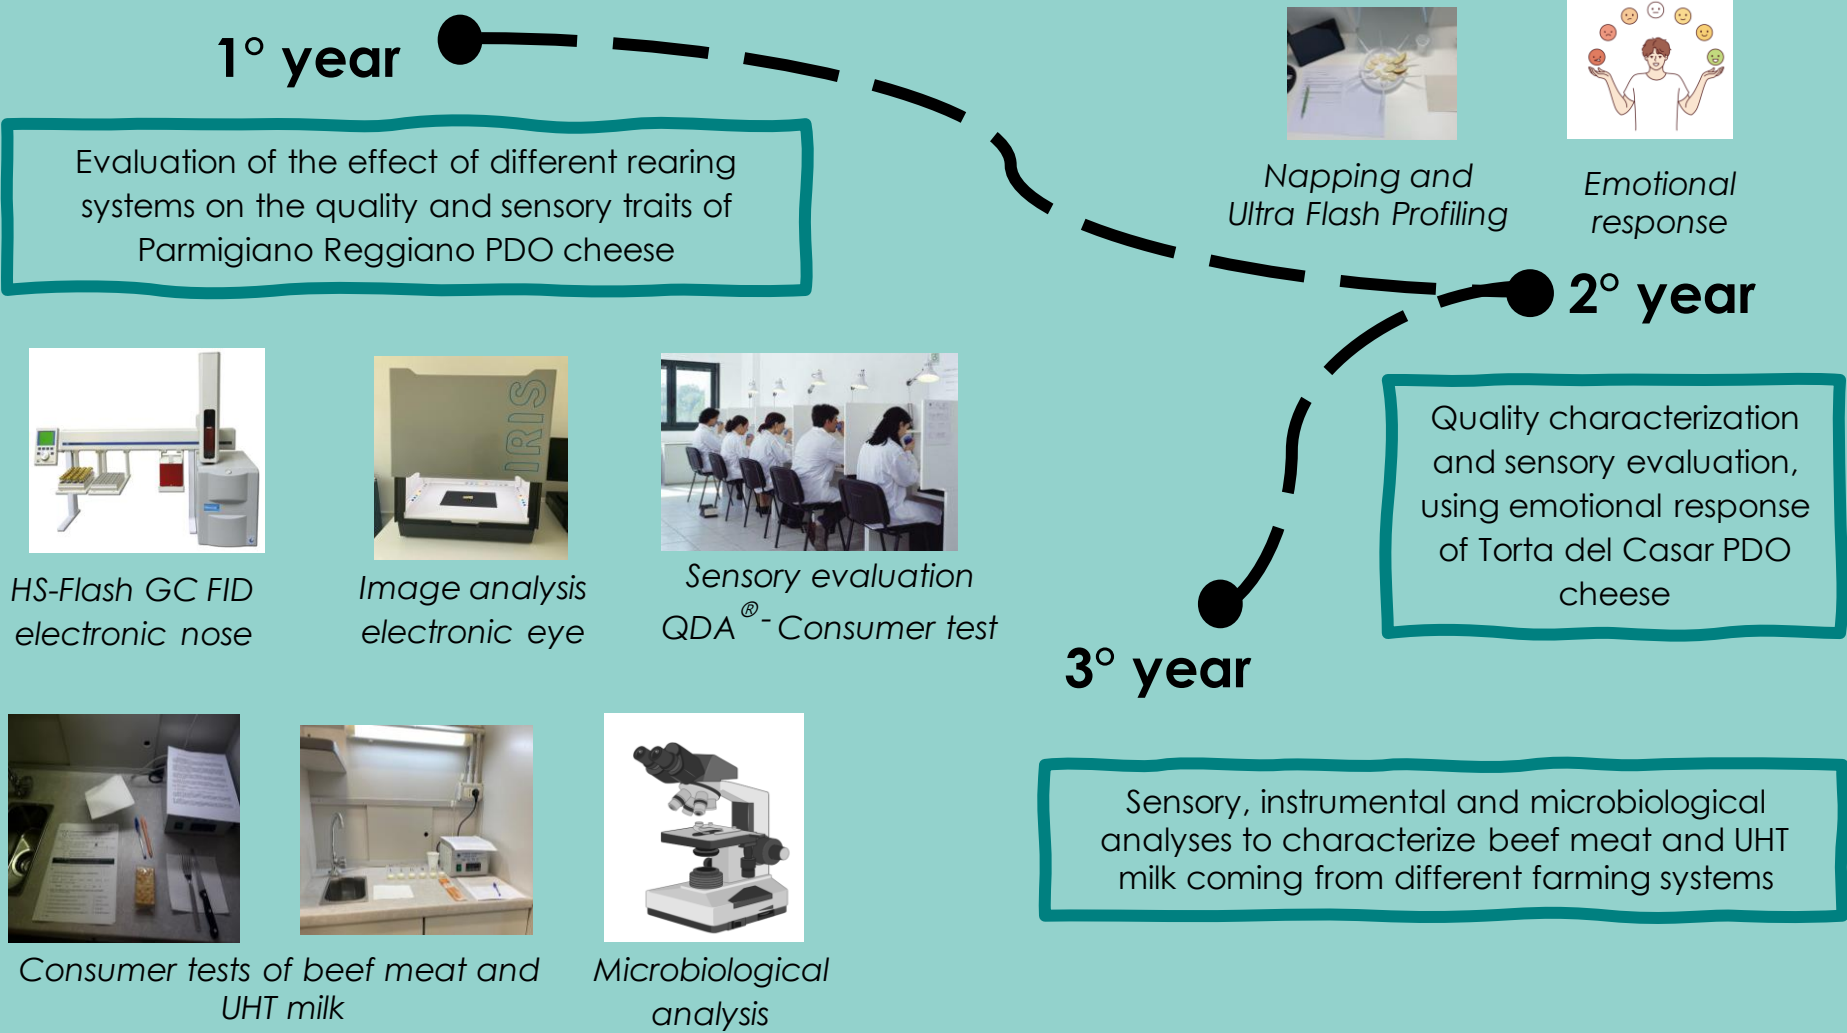 1° year
Evaluation of the effect of different rearing
systems on the quality and sensory traits of
Parmigiano Reggiano PDO cheese
HS-Flash GC FID
electronic nose
IRIS
Image analysis
electronic eye
Sensory evaluation
QDA®- Consumer test
Napping and
Ultra Flash Profiling
Emotional
response
2° year
Quality characterization
and sensory evaluation,
using emotional response
of Torta del Casar PDO
cheese
3° year
Sensory, instrumental and microbiological
analyses to characterize beef meat and UHT
milk coming from different farming systems
Consumer tests of beef meat and
UHT milk
Microbiological
analysis